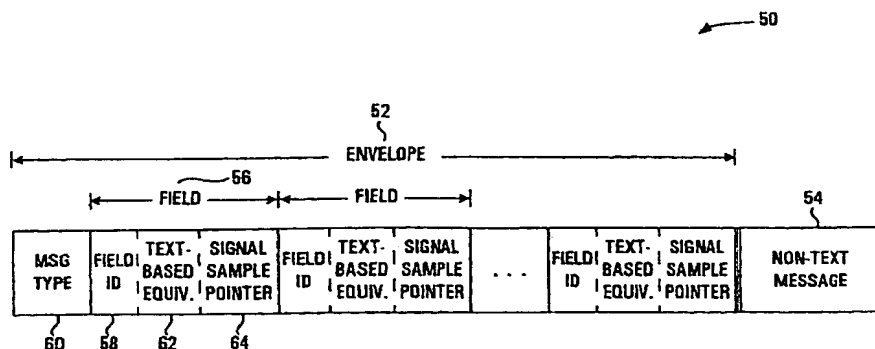 50
52
ENVELOPE
56
FIELD
FIELD
54
MSG TYPE
FIELD ID
TEXT-BASED EQUIV.
SIGNAL SAMPLE POINTER
FIELD ID
TEXT-BASED EQUIV.
SIGNAL SAMPLE POINTER
...
FIELD ID
TEXT-BASED EQUIV.
SIGNAL SAMPLE POINTER
NON-TEXT MESSAGE
60
58
62
64